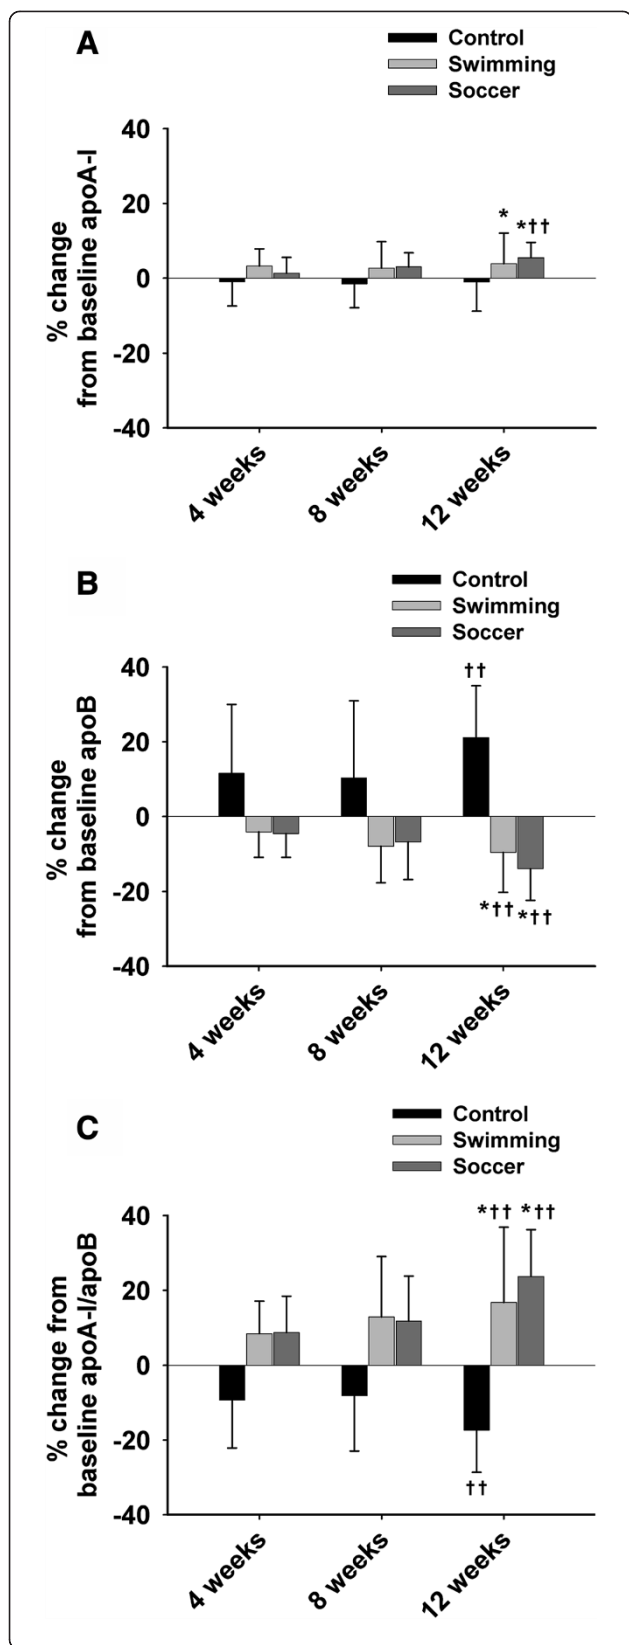 A
Control
Swimming
Soccer
% change
from baseline apoA-I
40
20
0
-20
-40
*
*††
4 weeks
8 weeks
12 weeks
B
Control
Swimming
Soccer
% change
from baseline apoB
40
20
0
-20
-40
††
*††
*††
4 weeks
8 weeks
12 weeks
C
Control
Swimming
Soccer
% change from
baseline apoA-I/apoB
40
20
0
-20
-40
*††
*††
††
4 weeks
8 weeks
12 weeks